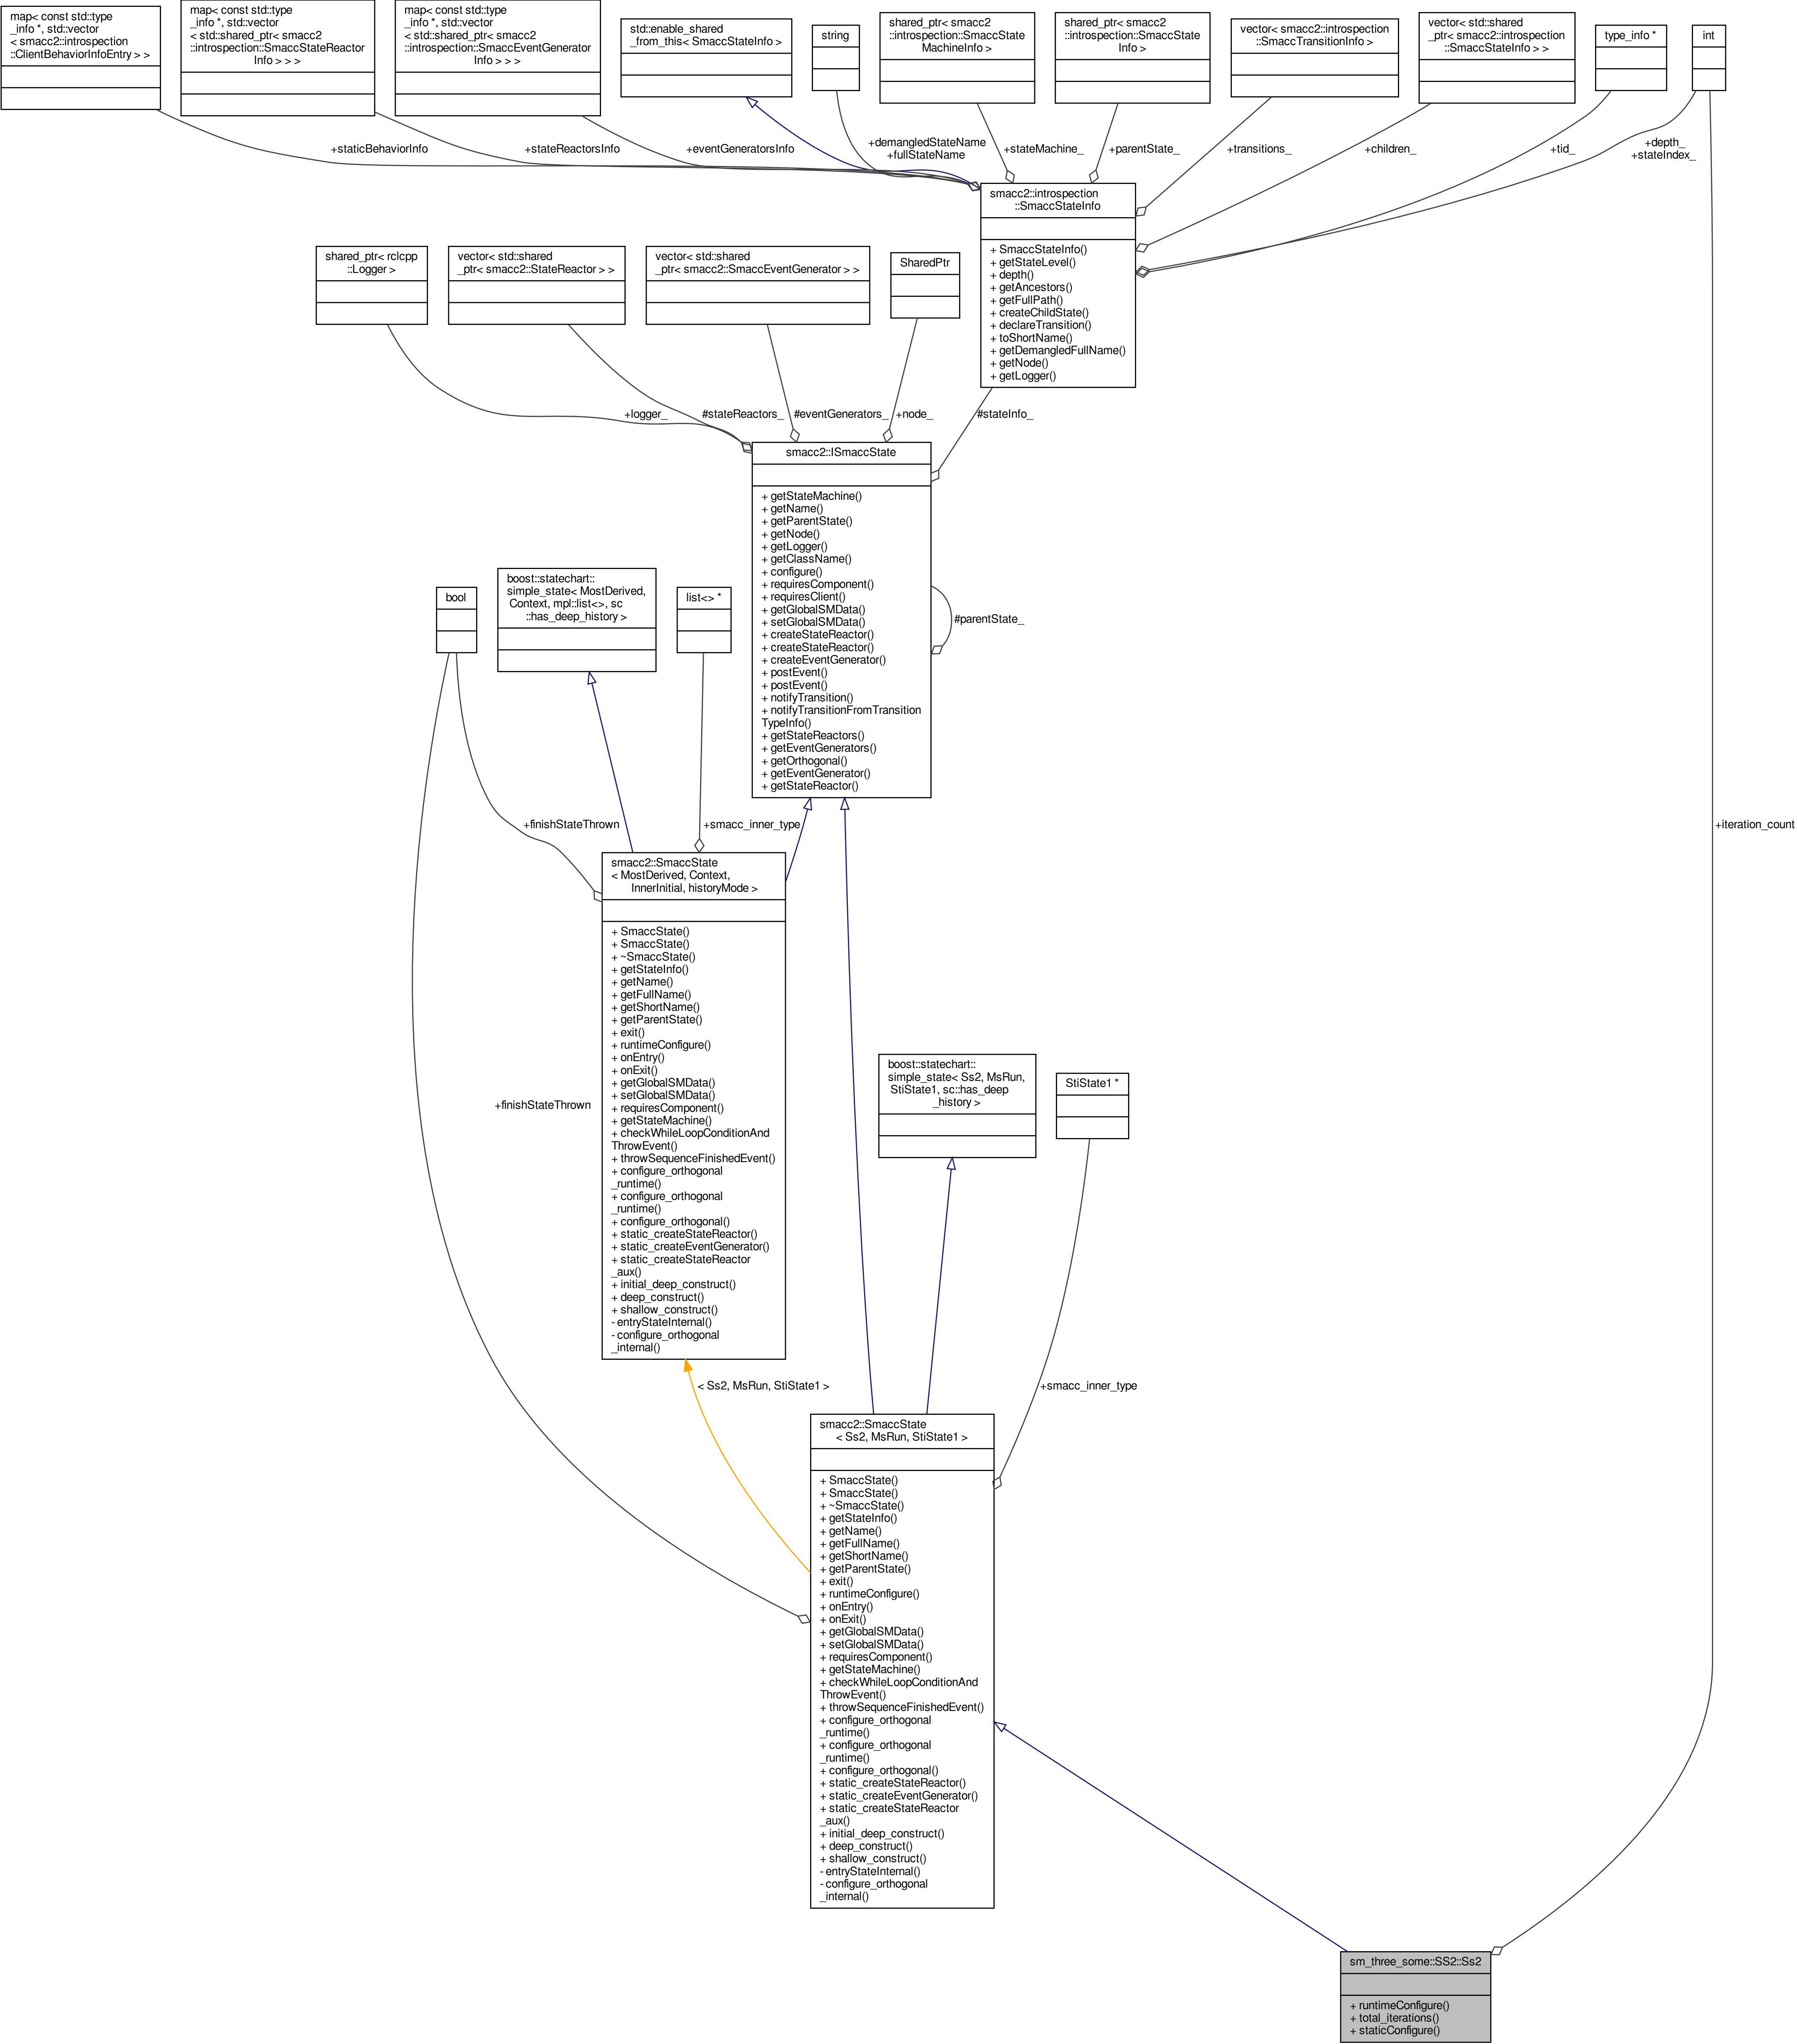 map< const std::type
_info *, std::vector
< smacc2::introspection
::ClientBehaviorInfoEntry > >
map< const std::type
_info *, std::vector
< std::shared_ptr< smacc2
::introspection::SmaccStateReactor
Info > > >
map< const std::type
_info *, std::vector
< std::shared_ptr< smacc2
::introspection::SmaccEventGenerator
Info > > >
std::enable_shared
_from_this< SmaccStateInfo >
string
shared_ptr< smacc2
::introspection::SmaccState
MachineInfo >
shared_ptr< smacc2
::introspection::SmaccState
Info >
vector< smacc2::introspection
::SmaccTransitionInfo >
vector< std::shared
_ptr< smacc2::introspection
::SmaccStateInfo > >
type_info *
int
+staticBehaviorInfo
+stateReactorsInfo
+eventGeneratorsInfo
+demangledStateName
+fullStateName
+stateMachine_
+parentState_
+transitions_
+children_
+tid_
+depth_
+stateIndex_
smacc2::introspection
::SmaccStateInfo
+ SmaccStateInfo()
+ getStateLevel()
+ depth()
+ getAncestors()
+ getFullPath()
+ createChildState()
+ declareTransition()
+ toShortName()
+ getDemangledFullName()
+ getNode()
+ getLogger()
shared_ptr< rclcpp
::Logger >
vector< std::shared
_ptr< smacc2::StateReactor > >
vector< std::shared
_ptr< smacc2::SmaccEventGenerator > >
SharedPtr
+logger_
#stateReactors_
#eventGenerators_
+node_
#stateInfo_
smacc2::ISmaccState
+ getStateMachine()
+ getName()
+ getParentState()
+ getNode()
+ getLogger()
+ getClassName()
+ configure()
+ requiresComponent()
+ requiresClient()
+ getGlobalSMData()
+ setGlobalSMData()
+ createStateReactor()
+ createStateReactor()
+ createEventGenerator()
+ postEvent()
+ postEvent()
+ notifyTransition()
+ notifyTransitionFromTransition
TypeInfo()
+ getStateReactors()
+ getEventGenerators()
+ getOrthogonal()
+ getEventGenerator()
+ getStateReactor()
#parentState_
bool
boost::statechart::
simple_state< MostDerived,
Context, mpl::list<>, sc
::has_deep_history >
list<> *
+finishStateThrown
+smacc_inner_type
+iteration_count
smacc2::SmaccState
< MostDerived, Context,
InnerInitial, historyMode >
+ SmaccState()
+ SmaccState()
+ ~SmaccState()
+ getStateInfo()
+ getName()
+ getFullName()
+ getShortName()
+ getParentState()
+ exit()
+ runtimeConfigure()
+ onEntry()
+ onExit()
+ getGlobalSMData()
+ setGlobalSMData()
+ requiresComponent()
+ getStateMachine()
+ checkWhileLoopConditionAnd
ThrowEvent()
+ throwSequenceFinishedEvent()
+ configure_orthogonal
_runtime()
+ configure_orthogonal
_runtime()
+ configure_orthogonal()
+ static_createStateReactor()
+ static_createEventGenerator()
+ static_createStateReactor
_aux()
+ initial_deep_construct()
+ deep_construct()
+ shallow_construct()
- entryStateInternal()
- configure_orthogonal
_internal()
+finishStateThrown
boost::statechart::
simple_state< Ss2, MsRun,
StiState1, sc::has_deep
_history >
StiState1 *
< Ss2, MsRun, StiState1 >
+smacc_inner_type
smacc2::SmaccState
< Ss2, MsRun, StiState1 >
+ SmaccState()
+ SmaccState()
+ ~SmaccState()
+ getStateInfo()
+ getName()
+ getFullName()
+ getShortName()
+ getParentState()
+ exit()
+ runtimeConfigure()
+ onEntry()
+ onExit()
+ getGlobalSMData()
+ setGlobalSMData()
+ requiresComponent()
+ getStateMachine()
+ checkWhileLoopConditionAnd
ThrowEvent()
+ throwSequenceFinishedEvent()
+ configure_orthogonal
_runtime()
+ configure_orthogonal
_runtime()
+ configure_orthogonal()
+ static_createStateReactor()
+ static_createEventGenerator()
+ static_createStateReactor
_aux()
+ initial_deep_construct()
+ deep_construct()
+ shallow_construct()
- entryStateInternal()
- configure_orthogonal
_internal()
sm_three_some::SS2::Ss2
+ runtimeConfigure()
+ total_iterations()
+ staticConfigure()